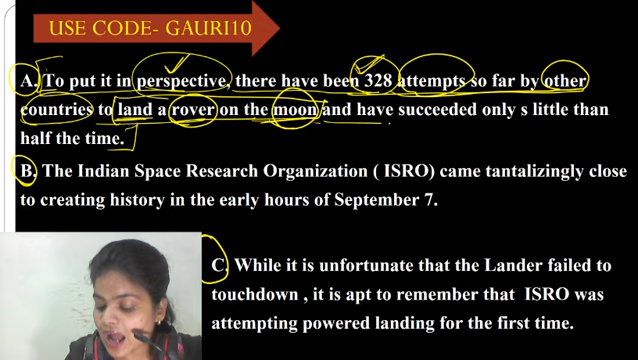 USE CODE- GAURI10
A. To put it in perspective, there have been 328 attempts so far by other
countries to land a rover on the moon and have succeeded only s little than
half the time.
B. The Indian Space Research Organization ( ISRO) came tantalizingly close
to creating history in the early hours of September 7.
C. While it is unfortunate that the Lander failed to
touchdown , it is apt to remember that ISRO was
attempting powered landing for the first time.